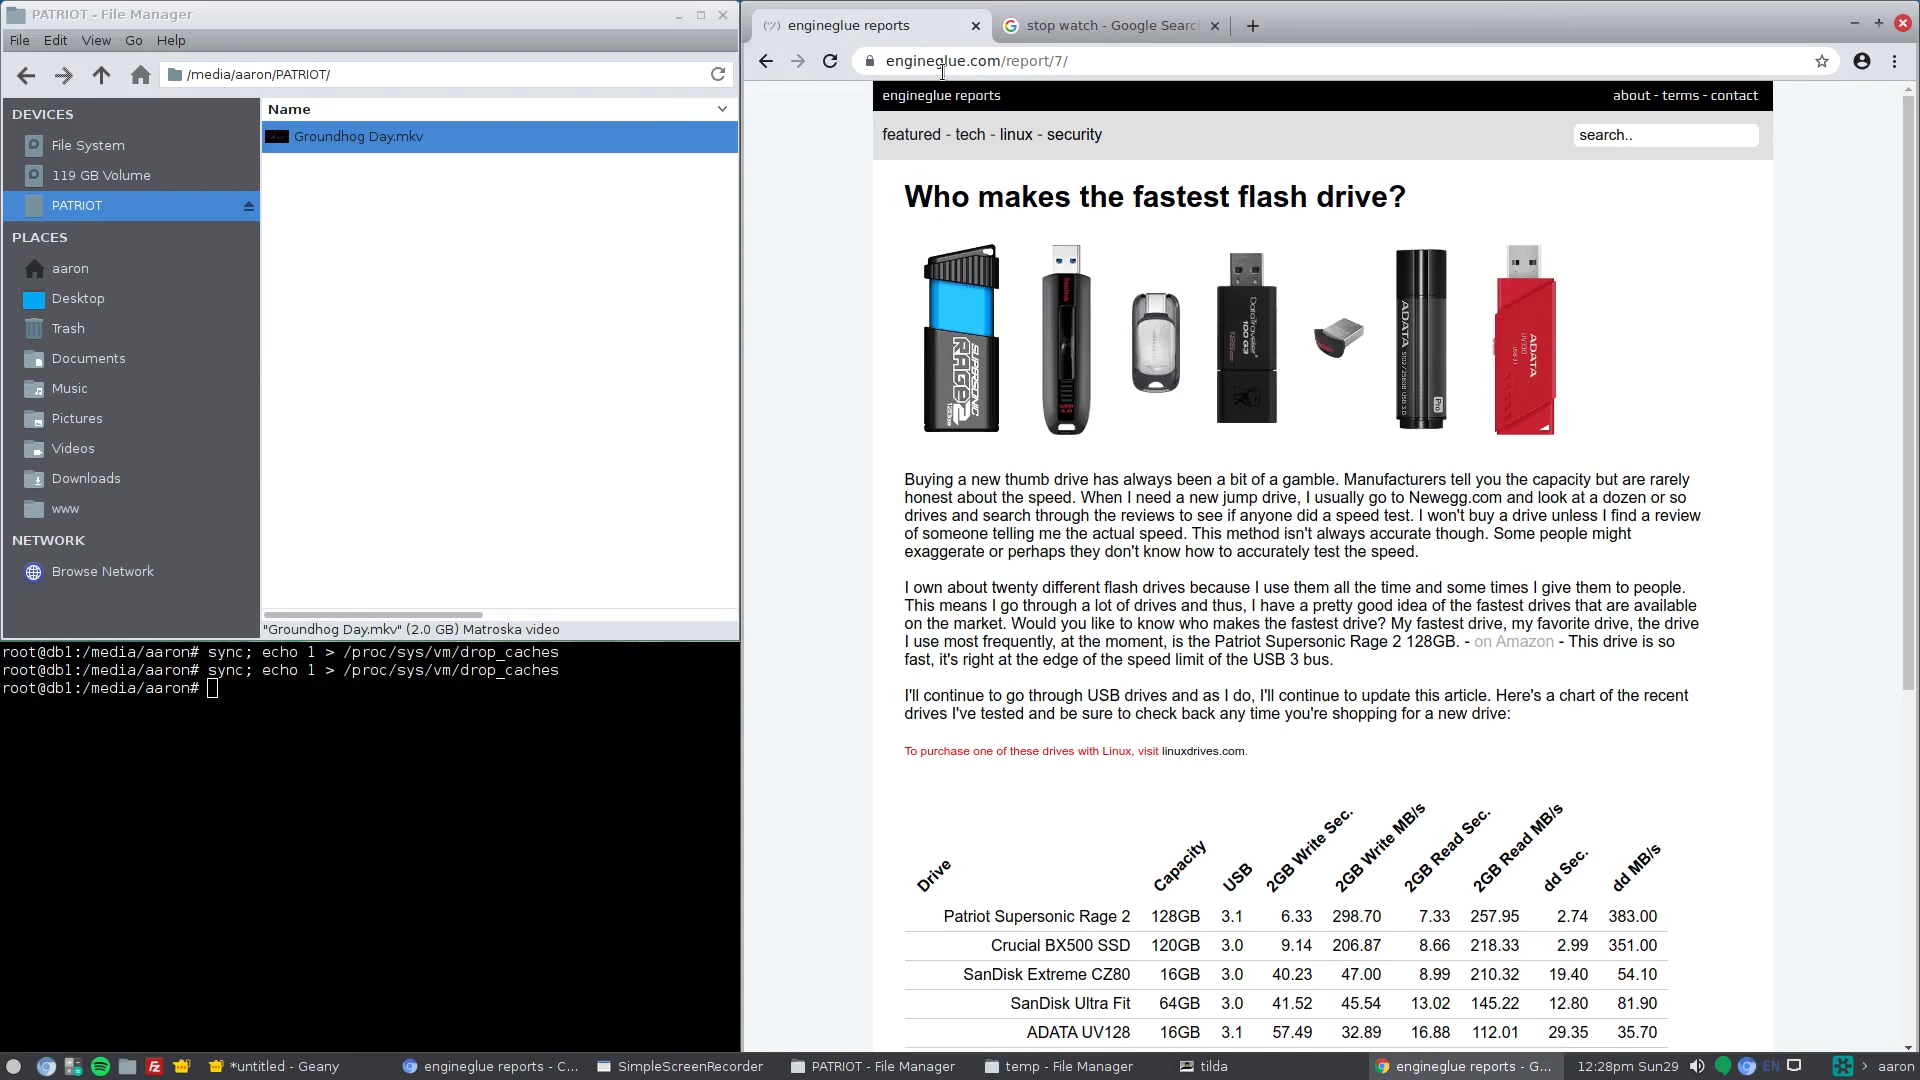 PATRIOT - File Manager
File Edit View Go Help
/media/aaron/PATRIOT/
DEVICES
File System
119 GB Volume
PATRIOT
PLACES
aaron
Desktop
Trash
Documents
Music
Pictures
Videos
Downloads
www
NETWORK
Browse Network
Name
Groundhog Day.mkv
"Groundhog Day.mkv" (2.0 GB) Matroska video
root@db1:/media/aaron# sync; echo 1 > /proc/sys/vm/drop_caches
root@db1:/media/aaron# sync; echo 1 > /proc/sys/vm/drop_caches
root@db1:/media/aaron#
engineglue reports
stop watch - Google Searc
engineglue.com/report/7/
engineglue reports
about - terms - contact
featured - tech - linux - security
search..
Who makes the fastest flash drive?
SUPERSONIC
RAGE2
DataTraveler
100 G3
128GB
ADATA
S102/256GB USB 3.0
Pro
ADATA
UV330
Buying a new thumb drive has always been a bit of a gamble. Manufacturers tell you the capacity but are rarely
honest about the speed. When I need a new jump drive, I usually go to Newegg.com and look at a dozen or so
drives and search through the reviews to see if anyone did a speed test. I won't buy a drive unless I find a review
of someone telling me the actual speed. This method isn't always accurate though. Some people might
exaggerate or perhaps they don't know how to accurately test the speed.
I own about twenty different flash drives because I use them all the time and some times I give them to people.
This means I go through a lot of drives and thus, I have a pretty good idea of the fastest drives that are available
on the market. Would you like to know who makes the fastest drive? My fastest drive, my favorite drive, the drive
I use most frequently, at the moment, is the Patriot Supersonic Rage 2 128GB. - on Amazon - This drive is so
fast, it's right at the edge of the speed limit of the USB 3 bus.
I'll continue to go through USB drives and as I do, I'll continue to update this article. Here's a chart of the recent
drives I've tested and be sure to check back any time you're shopping for a new drive:
To purchase one of these drives with Linux, visit linuxdrives.com.
Drive Capacity USB 2GB Write Sec. 2GB Write MB/s 2GB Read Sec. 2GB Read MB/s dd Sec. dd MB/s
Patriot Supersonic Rage 2 128GB 3.1 6.33 298.70 7.33 257.95 2.74 383.00
Crucial BX500 SSD 120GB 3.0 9.14 206.87 8.66 218.33 2.99 351.00
SanDisk Extreme CZ80 16GB 3.0 40.23 47.00 8.99 210.32 19.40 54.10
SanDisk Ultra Fit 64GB 3.0 41.52 45.54 13.02 145.22 12.80 81.90
ADATA UV128 16GB 3.1 57.49 32.89 16.88 112.01 29.35 35.70
*untitled - Geany
engineglue reports - C...
SimpleScreenRecorder
PATRIOT - File Manager
temp - File Manager
tilda
engineglue reports - G...
12:28pm Sun29
EN
aaron